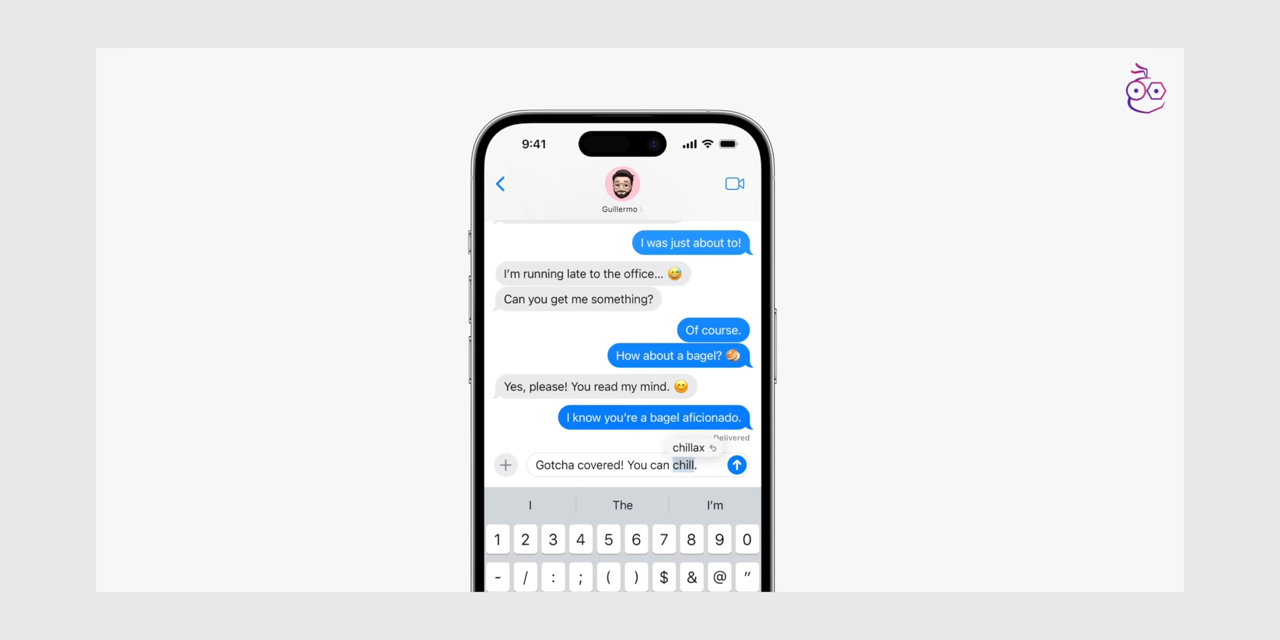 9:41
Guillermo
I was just about to!
I'm running late to the office... 😅
Can you get me something?
Of course.
How about a bagel? 🥯
Yes, please! You read my mind. 😊
I know you're a bagel aficionado.
Delivered
chillax
Gotcha covered! You can chill.
I The I'm
1 2 3 4 5 6 7 8 9 0
- / : ; ( ) $ & @ "